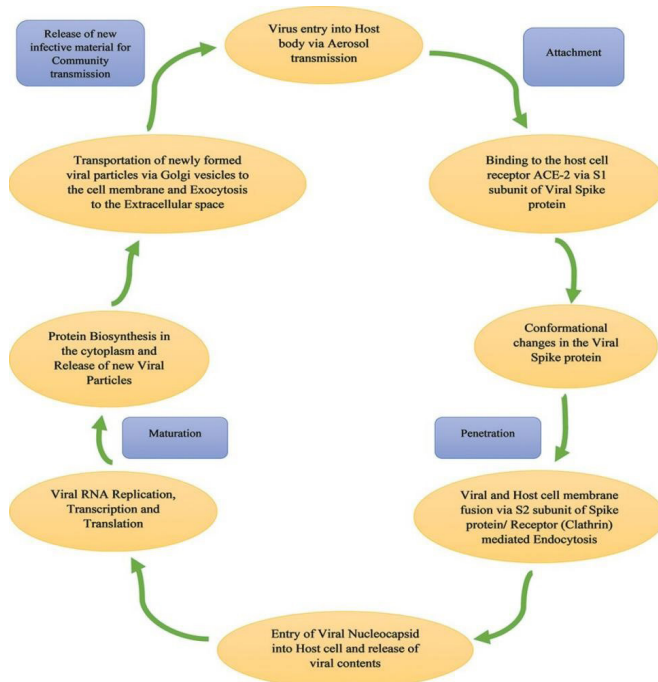 Release of new
infective material for
Community
transmission
Virus entry into Host
body via Aerosol
transmission
Attachment
Transportation of newly formed
viral particles via Golgi vesicles to
the cell membrane and Exocytosis
to the Extracellular space
Binding to the host cell
receptor ACE-2 via S1
subunit of Viral Spike
protein
Protein Biosynthesis in
the cytoplasm and
Release of new Viral
Particles
Conformational
changes in the Viral
Spike protein
Maturation
Penetration
Viral RNA Replication,
Transcription and
Translation
Viral and Host cell membrane
fusion via S2 subunit of Spike
protein/ Receptor (Clathrin)
mediated Endocytosis
Entry of Viral Nucleocapsid
into Host cell and release of
viral contents